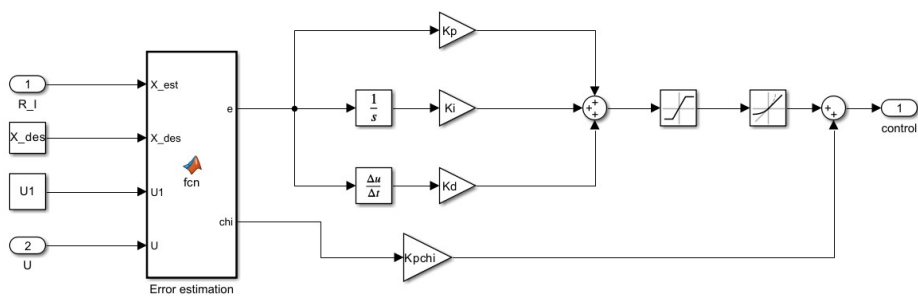 1
R_I
X_des
U1
2
U
X_est
X_des
U1
U
fcn
e
chi
Error estimation
Kp
1
s
Ki
Δu
Δt
Kd
Kpchi
+
+
+
+
+
1
control